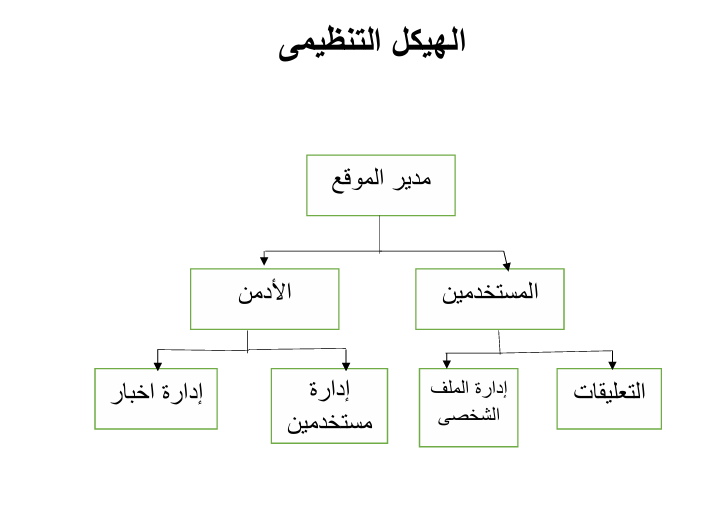 الهيكل التنظيمى
مدير الموقع
المستخدمين
الأدمن
التعليقات
إدارة الملف
الشخصى
إدارة
مستخدمين
إدارة اخبار